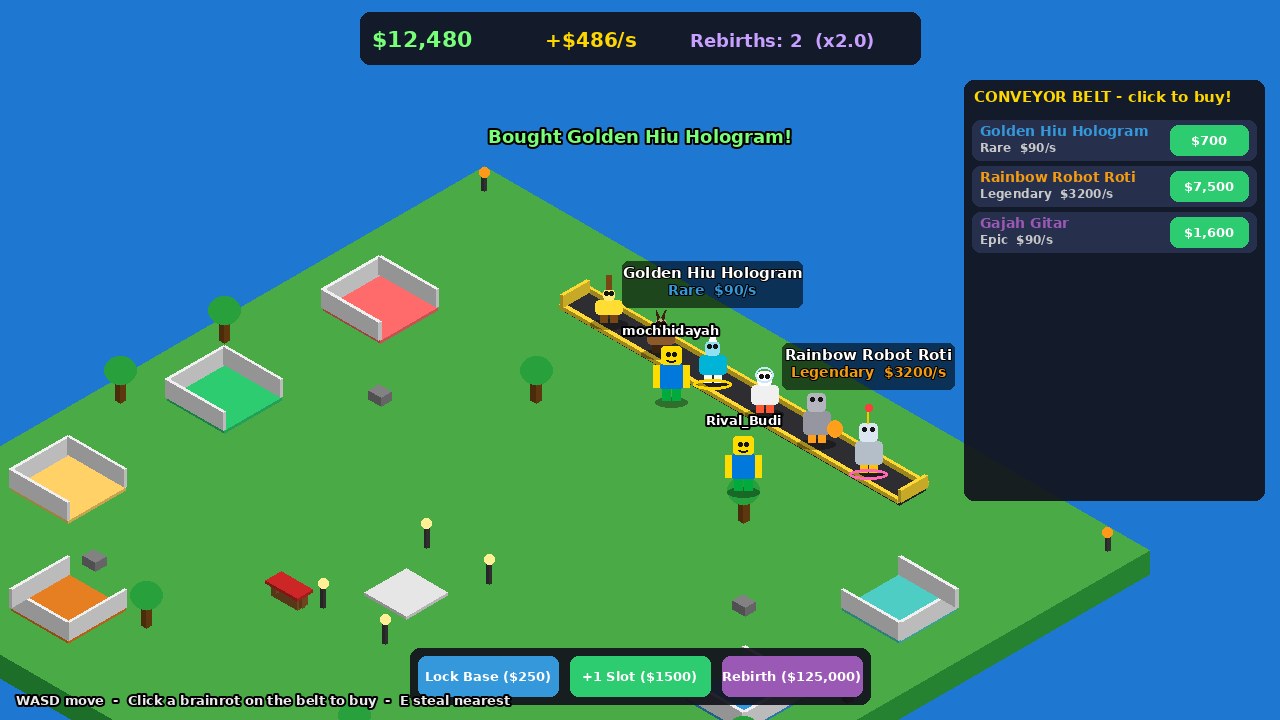 $12,480 +$486/s Rebirths: 2 (x2.0)
CONVEYOR BELT - click to buy!
Golden Hiu Hologram
Rare $90/s
$700
Rainbow Robot Roti
Legendary $3200/s
$7,500
Gajah Gitar
Epic $90/s
$1,600
Bought Golden Hiu Hologram!
Golden Hiu Hologram
Rare $90/s
mochhidayah
Rainbow Robot Roti
Legendary $3200/s
Rival_Budi
Lock Base ($250)
+1 Slot ($1500)
Rebirth ($125,000)
WASD move - Click a brainrot on the belt to buy - E steal nearest